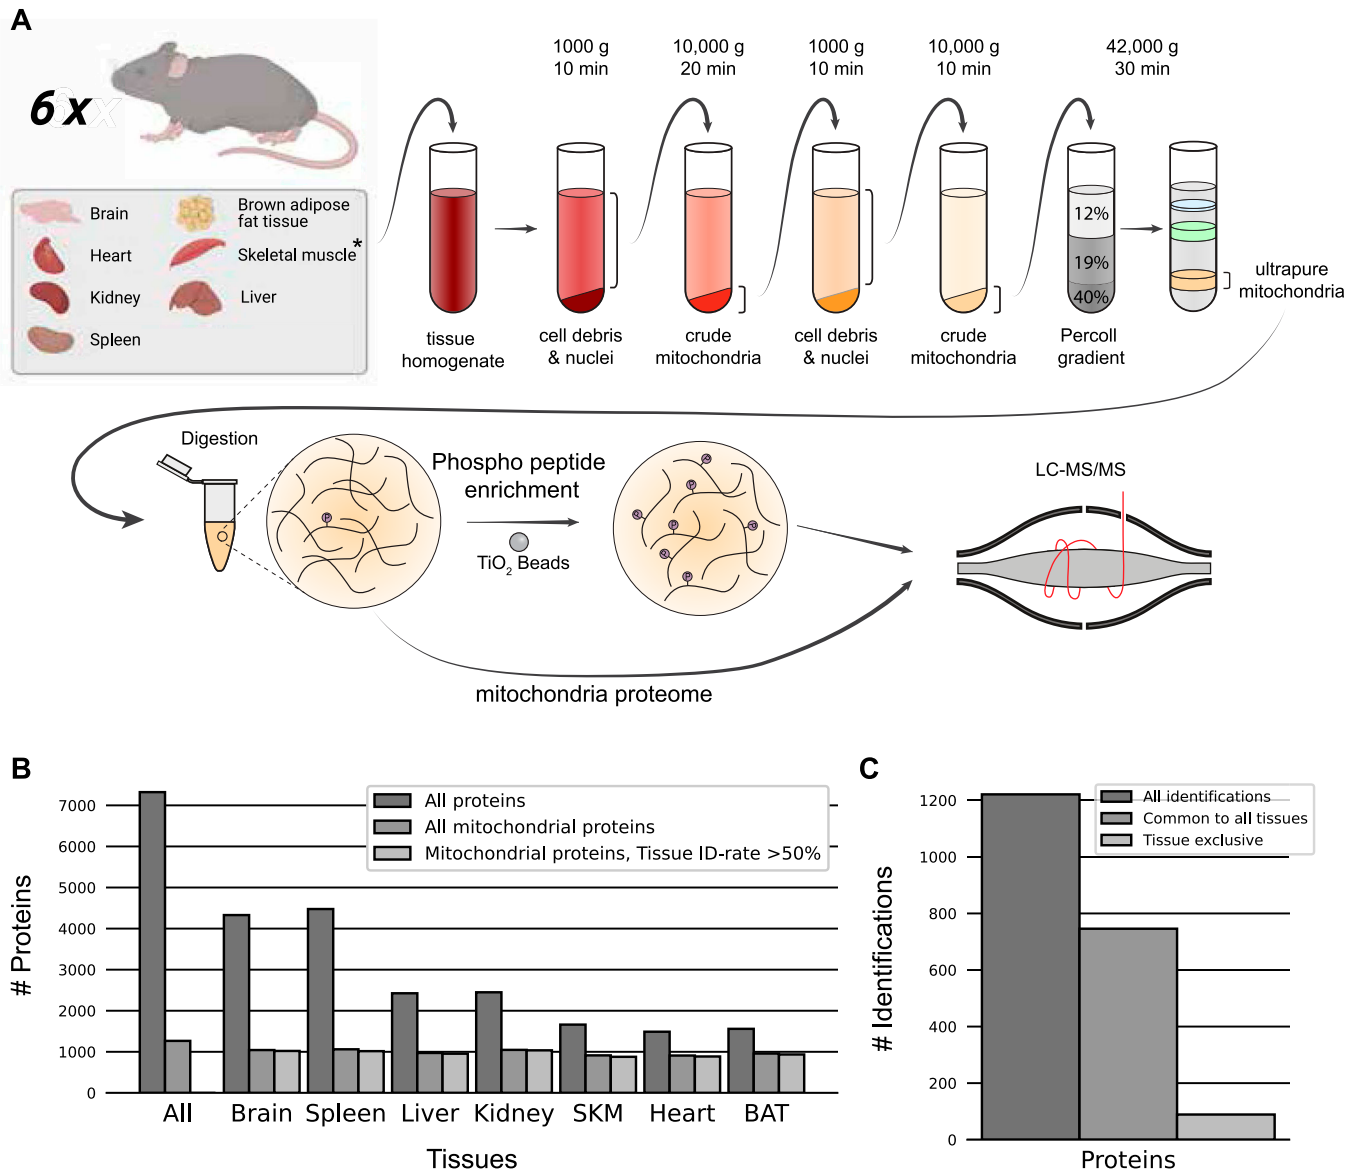 A
6x
1000 g
10 min
10,000 g
20 min
1000 g
10 min
10,000 g
10 min
42,000 g
30 min
Brain
Brown adipose
fat tissue
Heart
Skeletal muscle*
Kidney
Liver
Spleen
12%
19%
40%
ultrapure
mitochondria
tissue
homogenate
cell debris
& nuclei
crude
mitochondria
cell debris
& nuclei
crude
mitochondria
Percoll
gradient
Digestion
P
Phospho peptide
enrichment
TiO₂ Beads
P
P
P
P
P
P
P
LC-MS/MS
mitochondria proteome
B
# Proteins
7000
6000
5000
4000
3000
2000
1000
0
All proteins
All mitochondrial proteins
Mitochondrial proteins, Tissue ID-rate >50%
All
Brain
Spleen
Liver
Kidney
SKM
Heart
BAT
Tissues
C
# Identifications
1200
1000
800
600
400
200
0
All identifications
Common to all tissues
Tissue exclusive
Proteins